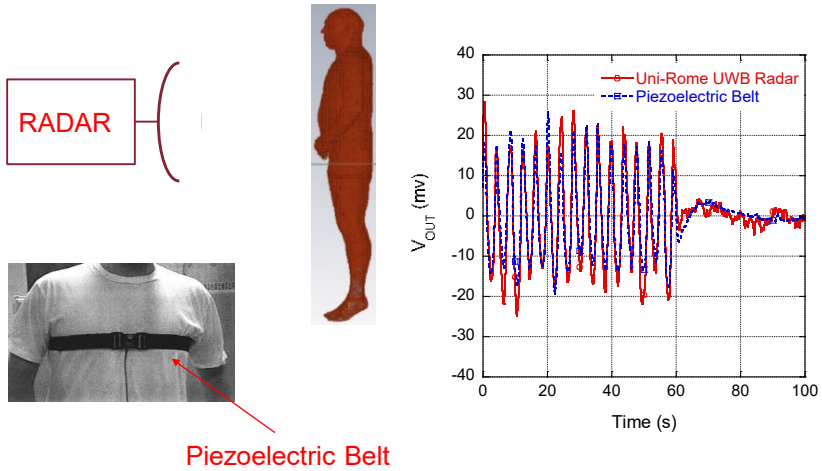 RADAR
Piezoelectric Belt
40
30
20
10
0
-10
-20
-30
-40
V_OUT (mv)
Uni-Rome UWB Radar
Piezoelectric Belt
0 20 40 60 80 100
Time (s)